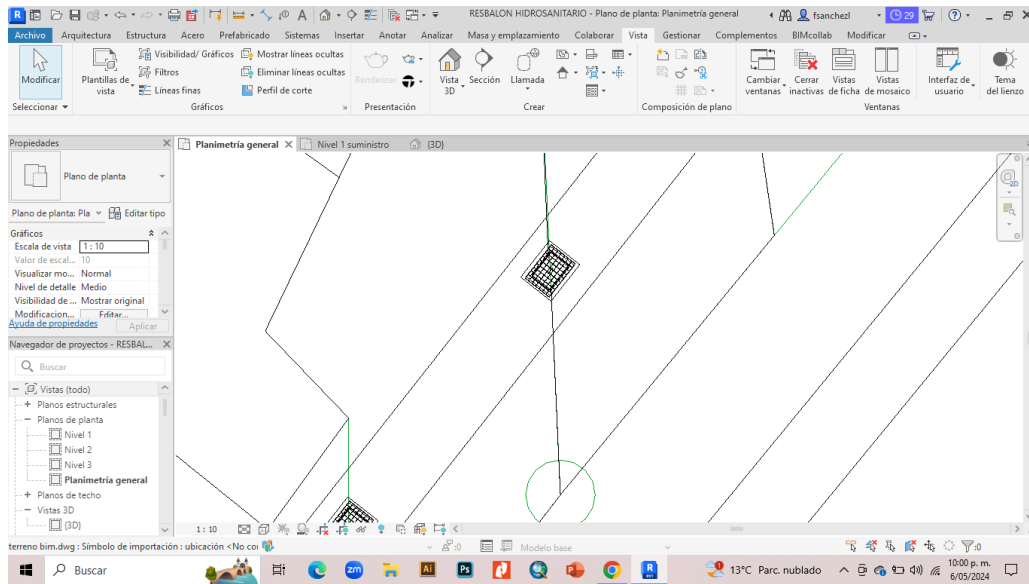 RESBALON HIDROSANITARIO - Plano de planta: Planimetría general
fsanchezl
29
Archivo Arquitectura Estructura Acero Prefabricado Sistemas Insertar Anotar Analizar Masa y emplazamiento Colaborar Vista Gestionar Complementos BIMcollab Modificar
Modificar
Plantillas de vista
Visibilidad/ Gráficos
Filtros
Líneas finas
Mostrar líneas ocultas
Eliminar líneas ocultas
Perfil de corte
Renderizar
Vista 3D
Sección
Llamada
Cambiar ventanas
Cerrar inactivas
Vistas de ficha
Vistas de mosaico
Interfaz de usuario
Tema del lienzo
Seleccionar Gráficos Presentación Crear Composición de plano Ventanas
Propiedades
Planimetría general Nivel 1 suministro {3D}
Plano de planta
Plano de planta: Pla Editar tipo
Gráficos
Escala de vista 1 : 10
Valor de escal... 10
Visualizar mo... Normal
Nivel de detalle Medio
Visibilidad de ... Mostrar original
Modificacion... Editar...
Ayuda de propiedades Aplicar
Navegador de proyectos - RESBAL...
Buscar
Vistas (todo)
Planos estructurales
Planos de planta
Nivel 1
Nivel 2
Nivel 3
Planimetría general
Planos de techo
Vistas 3D
{3D}
2D
1 : 10
terreno bim.dwg : Símbolo de importación : ubicación <No co
:0
Modelo base
:0
Buscar
zm
Ai
Ps
R
13°C Parc. nublado
10:00 p. m.
6/05/2024